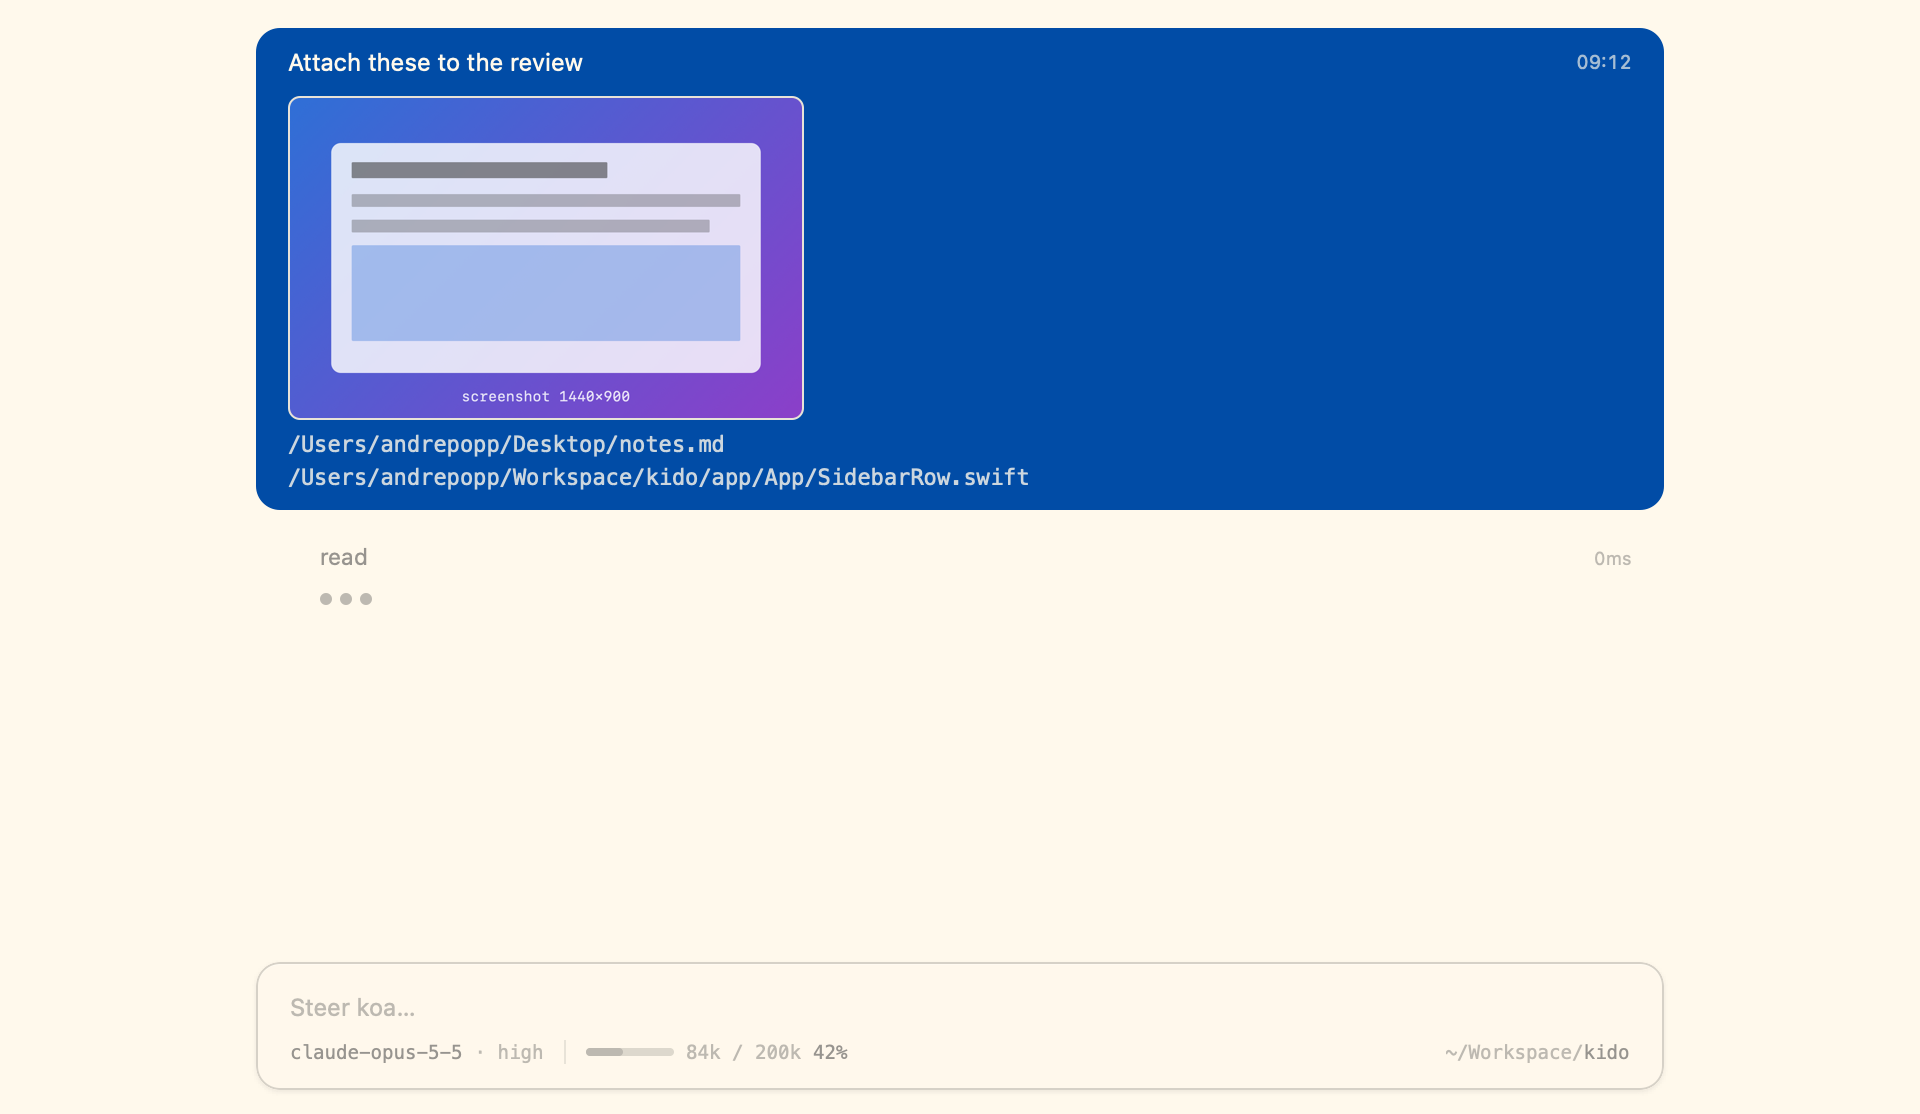 Attach these to the review 09:12
screenshot 1440×900
/Users/andrepopp/Desktop/notes.md
/Users/andrepopp/Workspace/kido/app/App/SidebarRow.swift
read 0ms
Steer koa...
claude-opus-5-5 · high 84k / 200k 42% ~/Workspace/kido